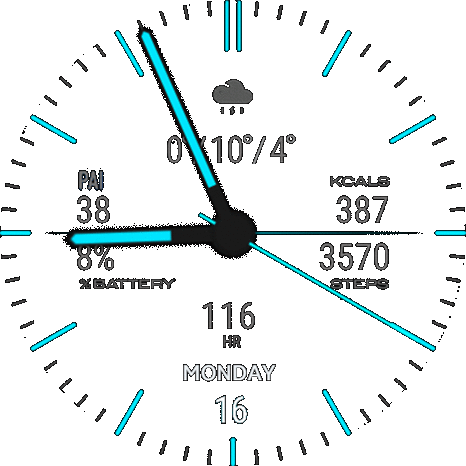 0°/10°/4°
PAI
38
KCALS
387
8%
% BATTERY
3570
STEPS
116
HR
MONDAY
16